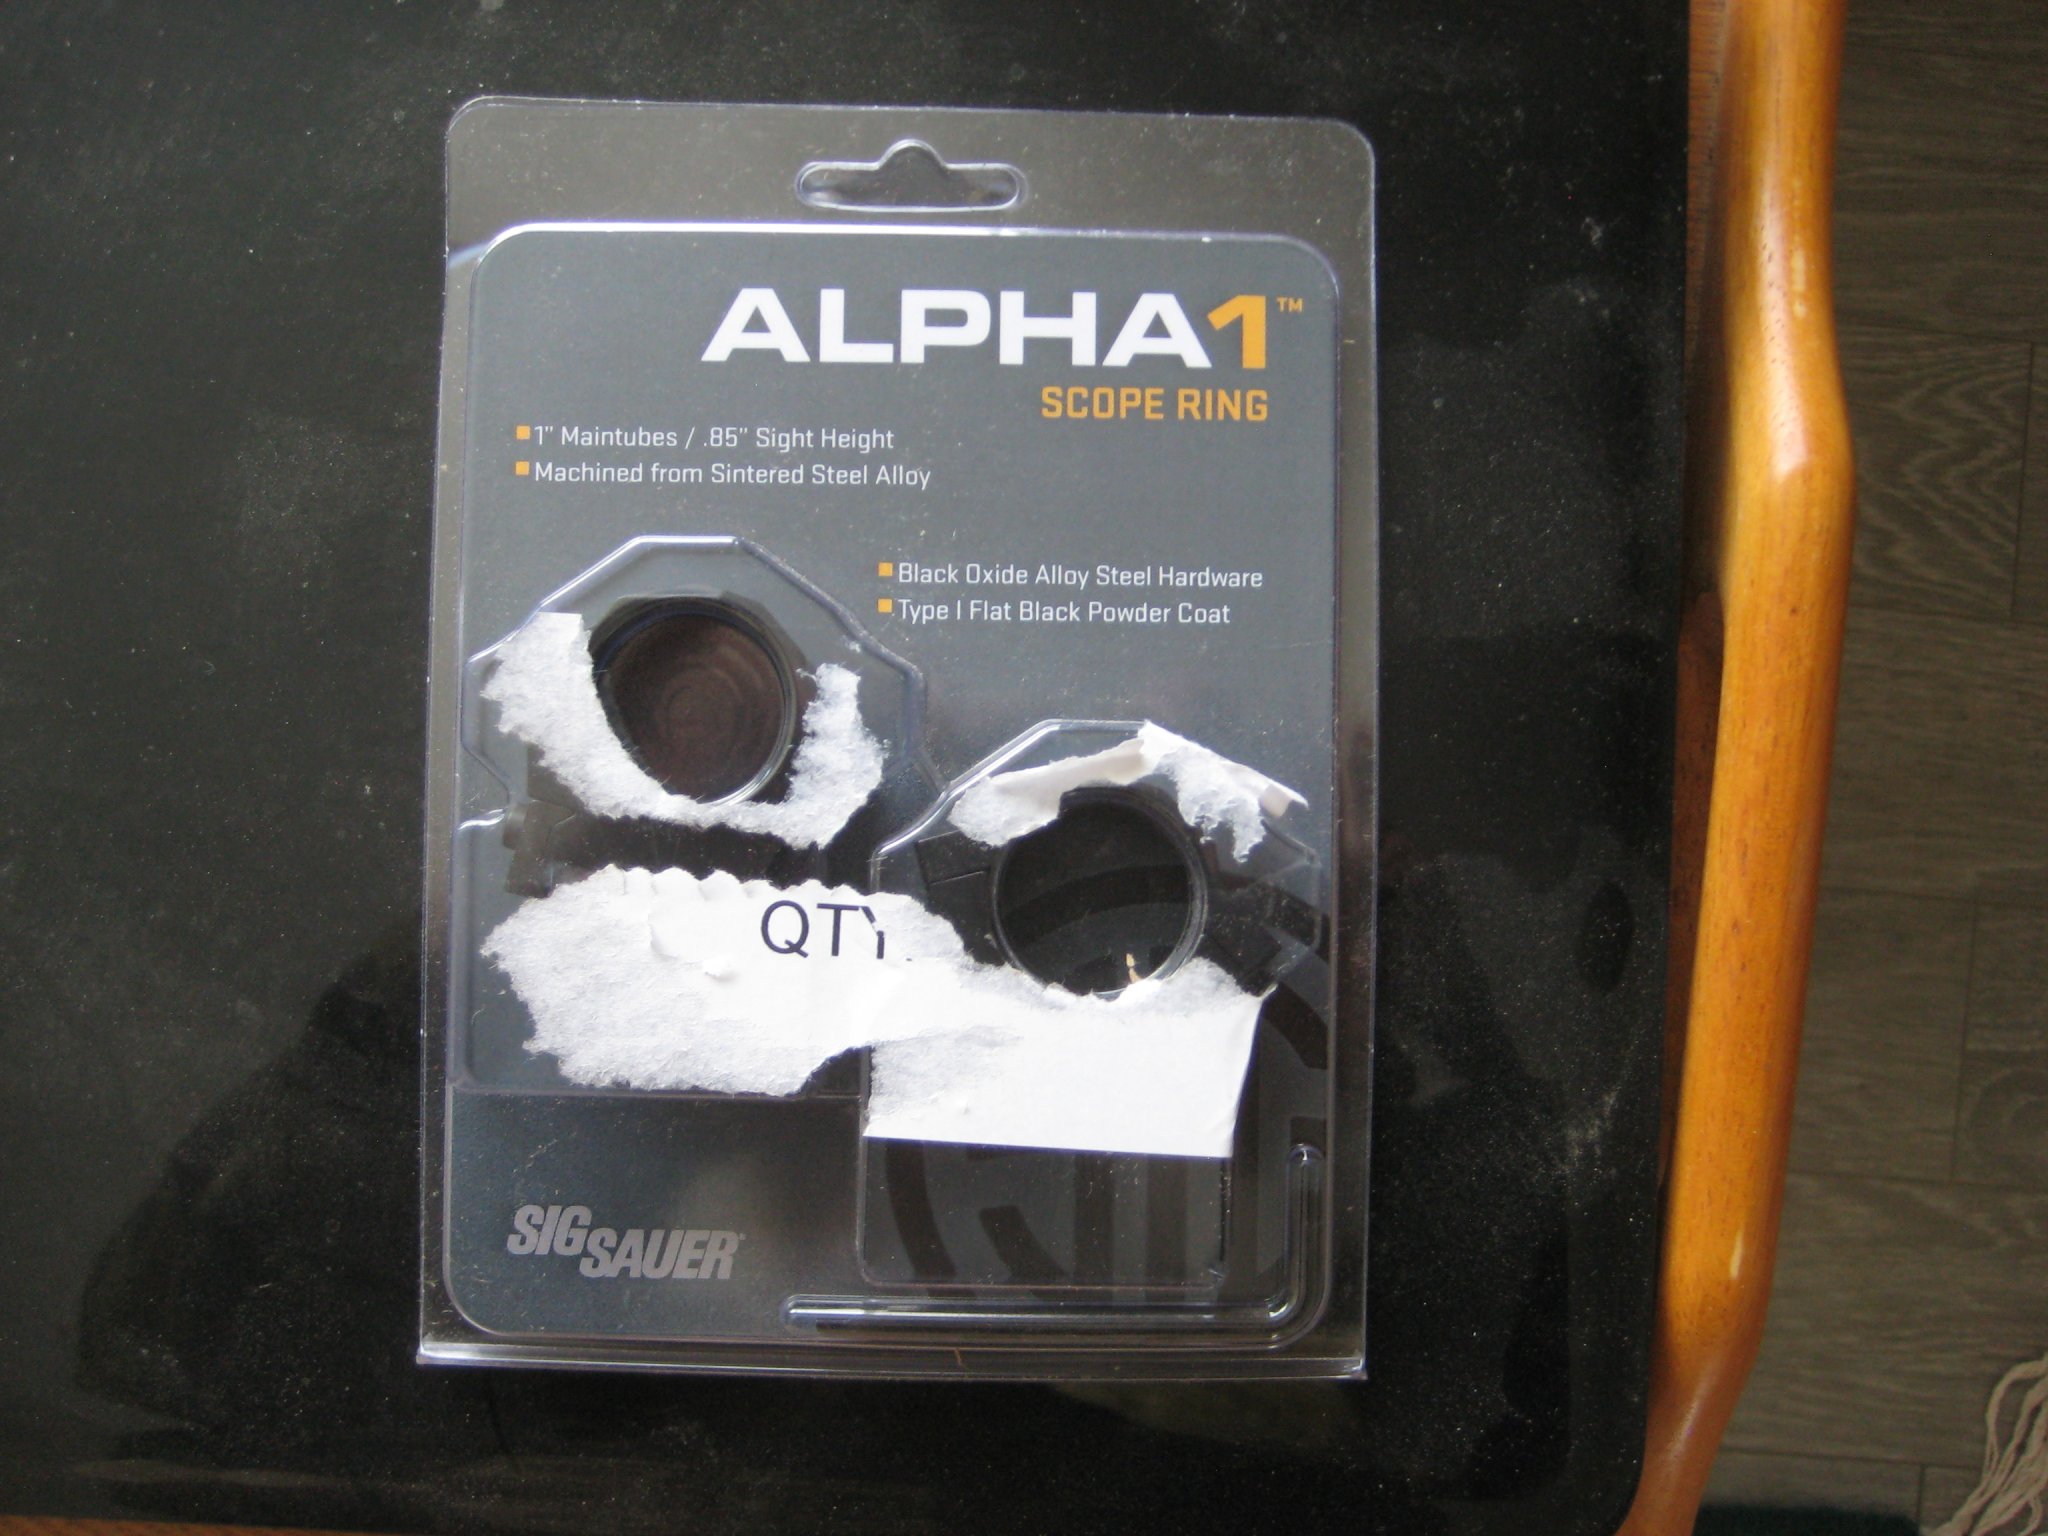 ALPHA1™
SCOPE RING
1" Maintubes / .85" Sight Height
Machined from Sintered Steel Alloy
Black Oxide Alloy Steel Hardware
Type I Flat Black Powder Coat
QTY.
SIG SAUER